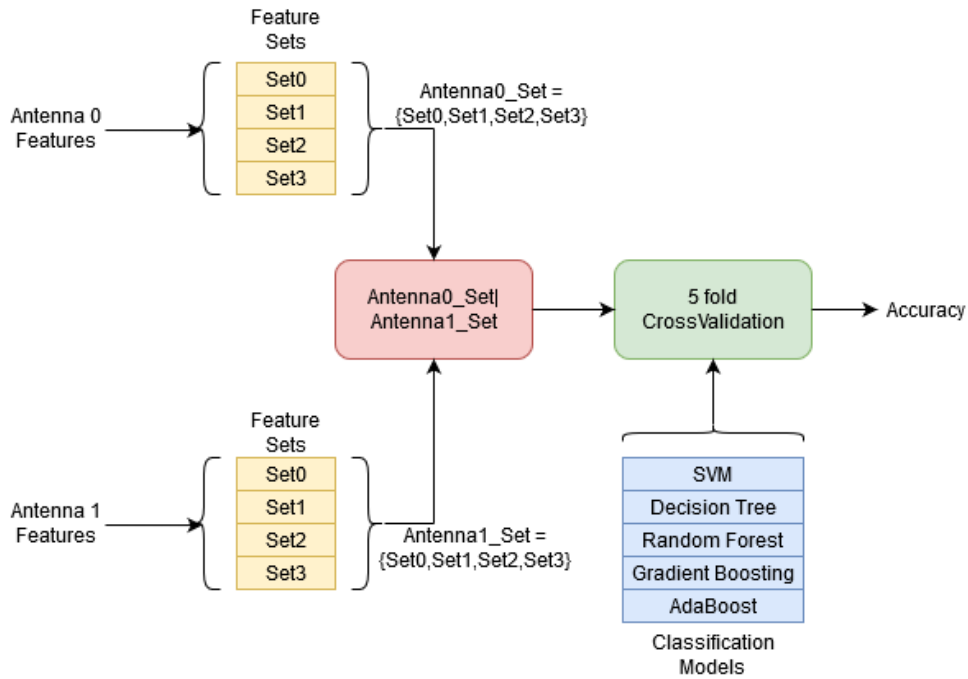 Feature
Sets
Set0
Set1
Set2
Set3
Antenna 0
Features
Antenna0_Set =
{Set0,Set1,Set2,Set3}
Antenna0_Set|
Antenna1_Set
5 fold
CrossValidation
Accuracy
Feature
Sets
Set0
Set1
Set2
Set3
Antenna 1
Features
Antenna1_Set =
{Set0,Set1,Set2,Set3}
SVM
Decision Tree
Random Forest
Gradient Boosting
AdaBoost
Classification
Models